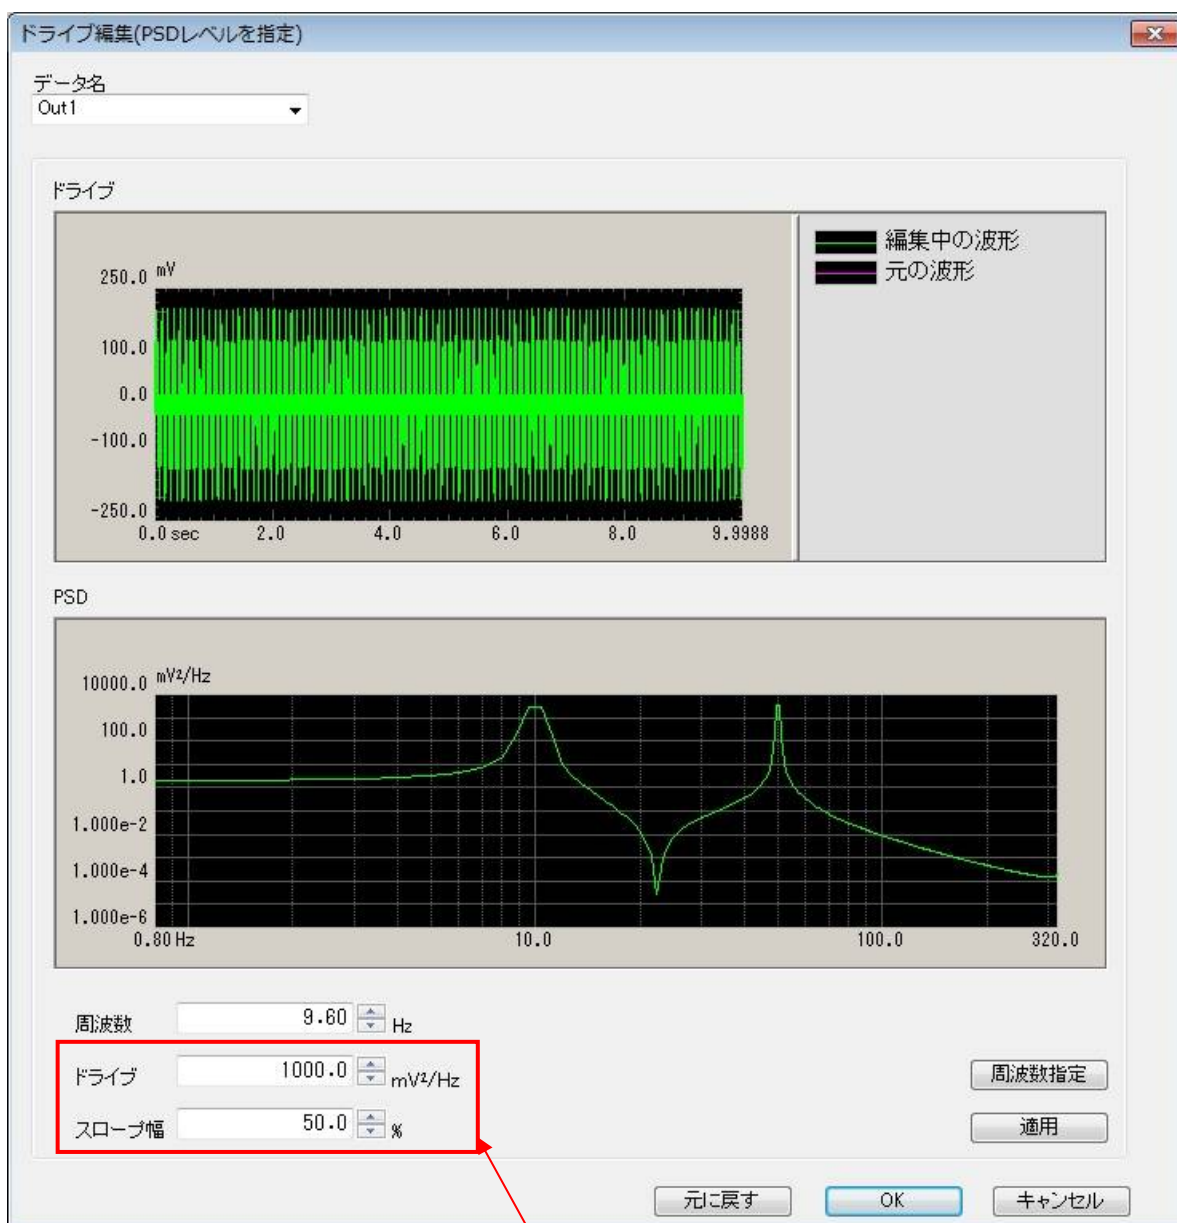 ドライブ編集(PSDレベルを指定)
データ名
Out1
ドライブ
編集中の波形
元の波形
250.0 mV
100.0
0.0
-100.0
-250.0
0.0 sec 2.0 4.0 6.0 8.0 9.9988
PSD
10000.0 mV²/Hz
100.0
1.0
1.000e-2
1.000e-4
1.000e-6
0.80 Hz 10.0 100.0 320.0
周波数 9.60 Hz
ドライブ 1000.0 mV²/Hz 周波数指定
スロープ幅 50.0 % 適用
元に戻す OK キャンセル